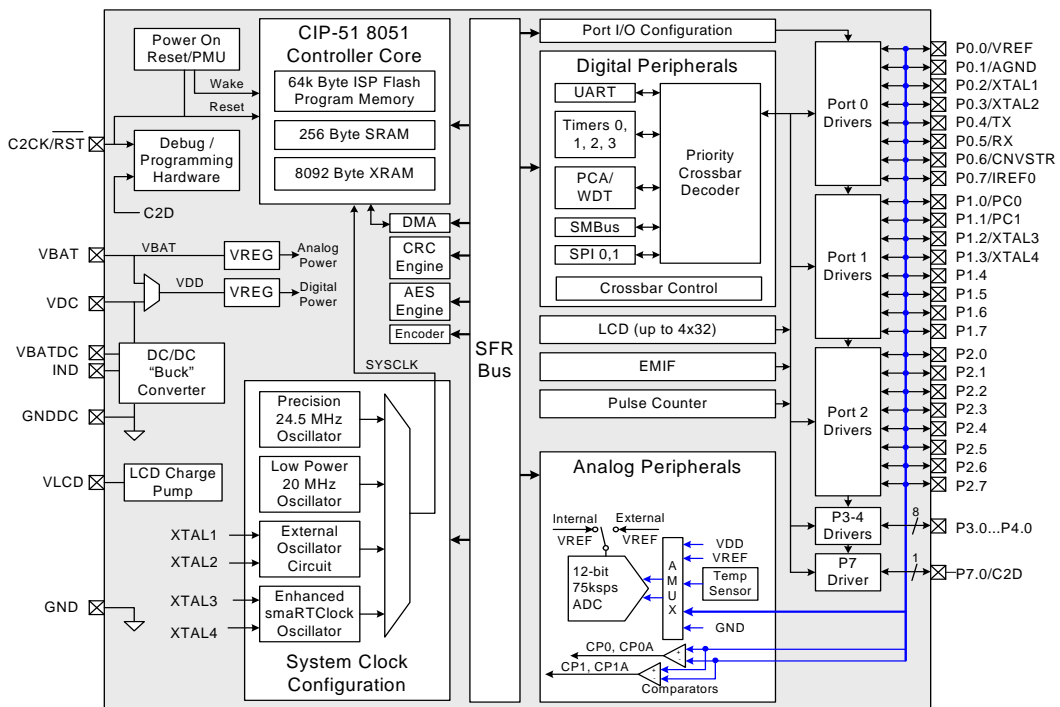 Power On
Reset/PMU
Wake
Reset
C2CK/RST
Debug /
Programming
Hardware
C2D
CIP-51 8051
Controller Core
64k Byte ISP Flash
Program Memory
256 Byte SRAM
8092 Byte XRAM
VBAT
VBAT
VREG
Analog
Power
VDC
VDD
VREG
Digital
Power
VBATDC
IND
DC/DC
“Buck”
Converter
GNDDC
VLCD
LCD Charge
Pump
GND
DMA
CRC
Engine
AES
Engine
Encoder
SYSCLK
Precision
24.5 MHz
Oscillator
Low Power
20 MHz
Oscillator
XTAL1
XTAL2
External
Oscillator
Circuit
XTAL3
XTAL4
Enhanced
smaRTClock
Oscillator
System Clock
Configuration
SFR
Bus
Port I/O Configuration
Digital Peripherals
UART
Timers 0,
1, 2, 3
PCA/
WDT
SMBus
SPI 0,1
Priority
Crossbar
Decoder
Crossbar Control
LCD (up to 4x32)
EMIF
Pulse Counter
Analog Peripherals
Internal
VREF
External
VREF
12-bit
75ksps
ADC
A
M
U
X
VDD
VREF
Temp
Sensor
GND
CP0, CP0A
+
-
CP1, CP1A
+
-
Comparators
Port 0
Drivers
Port 1
Drivers
Port 2
Drivers
P3-4
Drivers
P7
Driver
P0.0/VREF
P0.1/AGND
P0.2/XTAL1
P0.3/XTAL2
P0.4/TX
P0.5/RX
P0.6/CNVSTR
P0.7/IREF0
P1.0/PC0
P1.1/PC1
P1.2/XTAL3
P1.3/XTAL4
P1.4
P1.5
P1.6
P1.7
P2.0
P2.1
P2.2
P2.3
P2.4
P2.5
P2.6
P2.7
8
P3.0...P4.0
1
P7.0/C2D